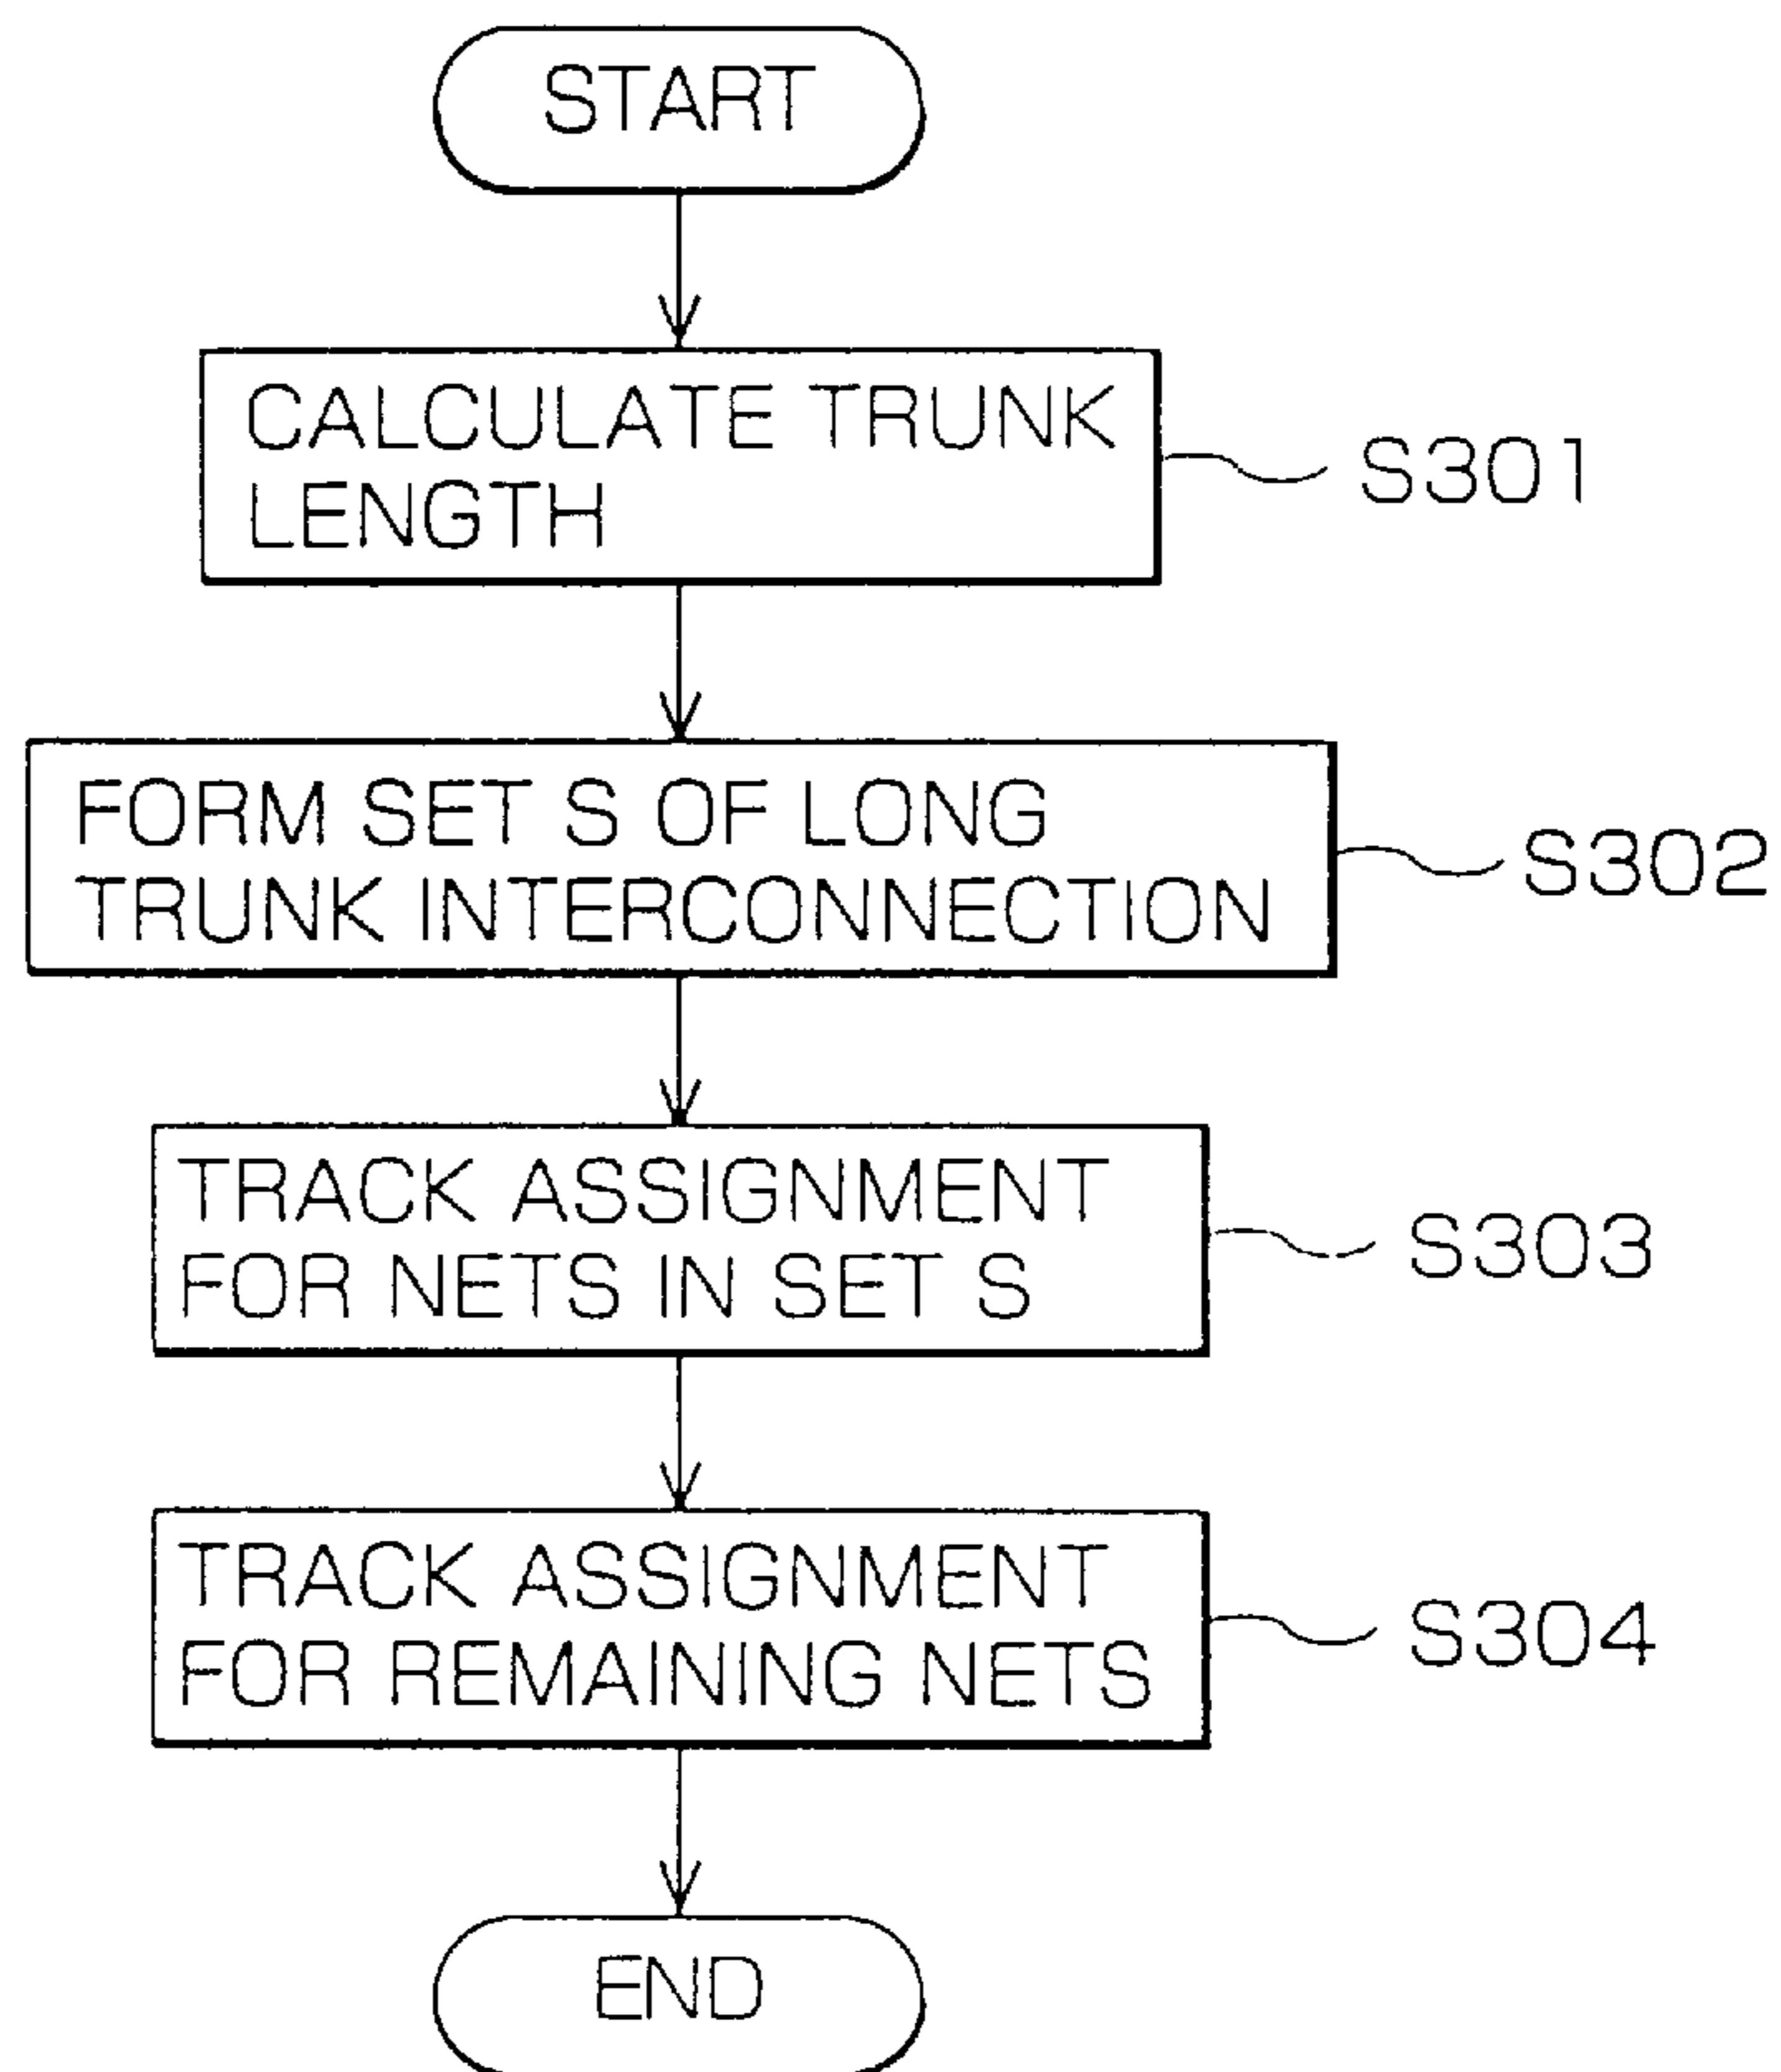 START
CALCULATE TRUNK
LENGTH
S301
FORM SET S OF LONG
TRUNK INTERCONNECTION
S302
TRACK ASSIGNMENT
FOR NETS IN SET S
S303
TRACK ASSIGNMENT
FOR REMAINING NETS
S304
END